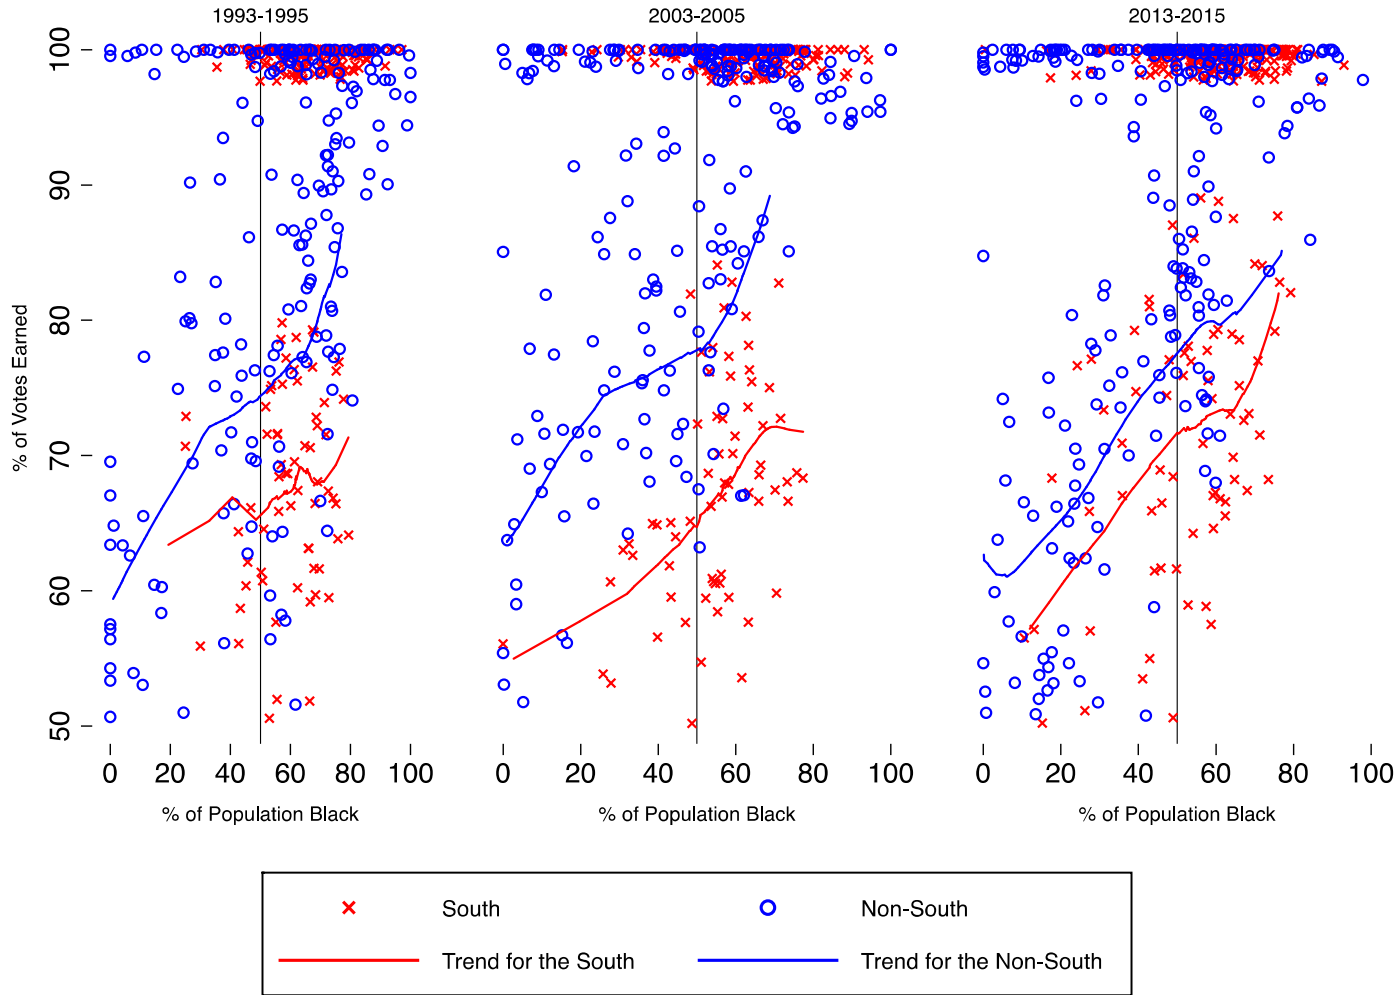 1993-1995 2003-2005 2013-2015
% of Votes Earned
100
90
80
70
60
50
0 20 40 60 80 100 0 20 40 60 80 100 0 20 40 60 80 100
% of Population Black % of Population Black % of Population Black
South Non-South
Trend for the South Trend for the Non-South